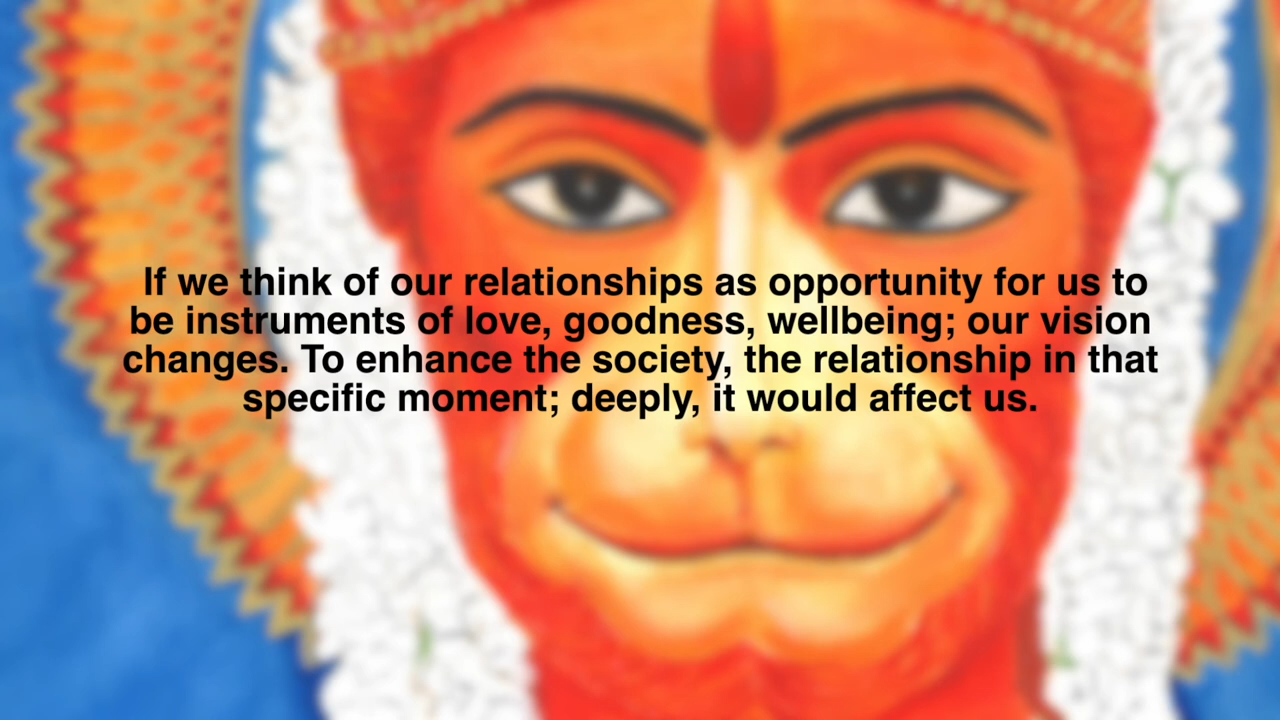 If we think of our relationships as opportunity for us to
be instruments of love, goodness, wellbeing; our vision
changes. To enhance the society, the relationship in that
specific moment; deeply, it would affect us.